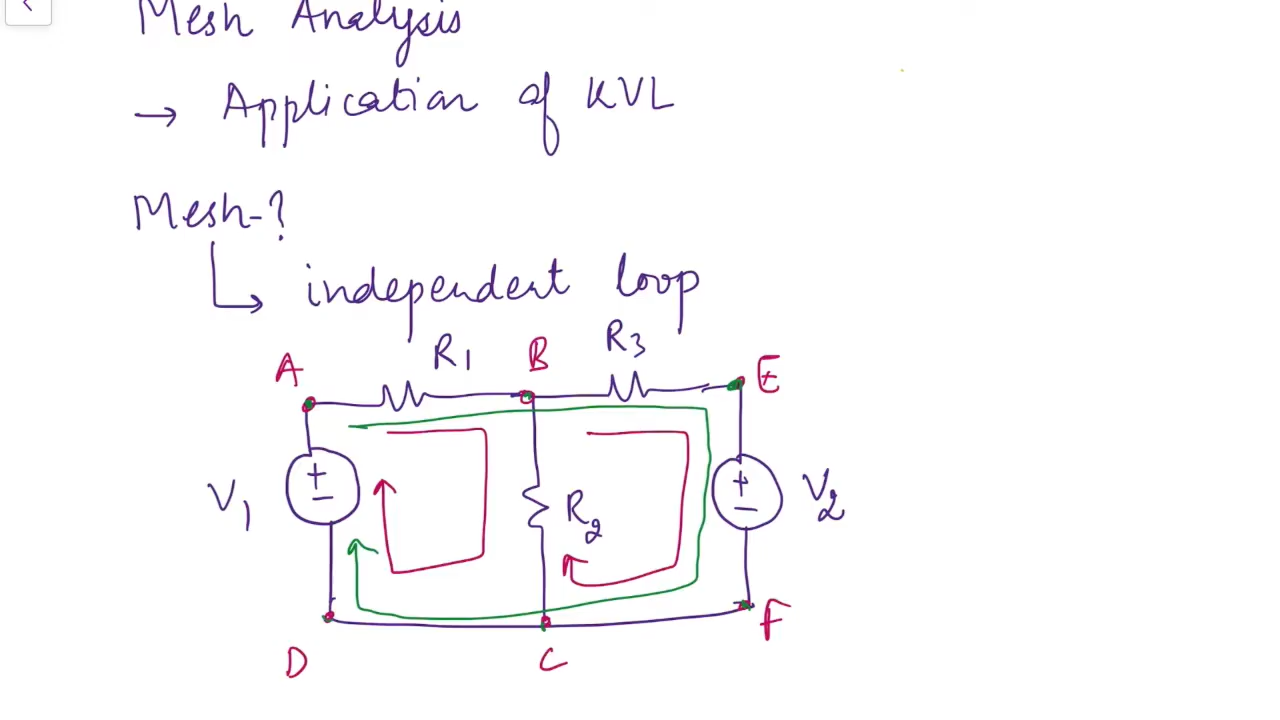 Mesh Analysis
→ Application of KVL
Mesh-?
↳ independent loop
A R1 B R3 E
V1 + - R2 + - V2
D C F